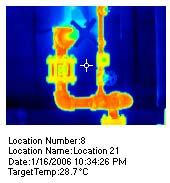 Location Number:8
Location Name:Location 21
Date:1/16/2006 10:34:26 PM
TargetTemp:28.7°C